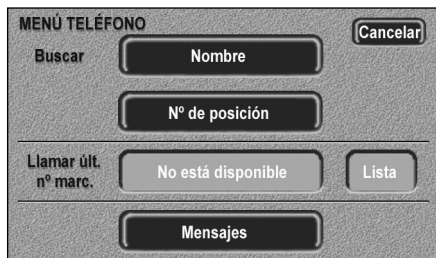 MENÚ TELÉFONO
Cancelar
Buscar
Nombre
Nº de posición
Llamar últ.
nº marc.
No está disponible
Lista
Mensajes